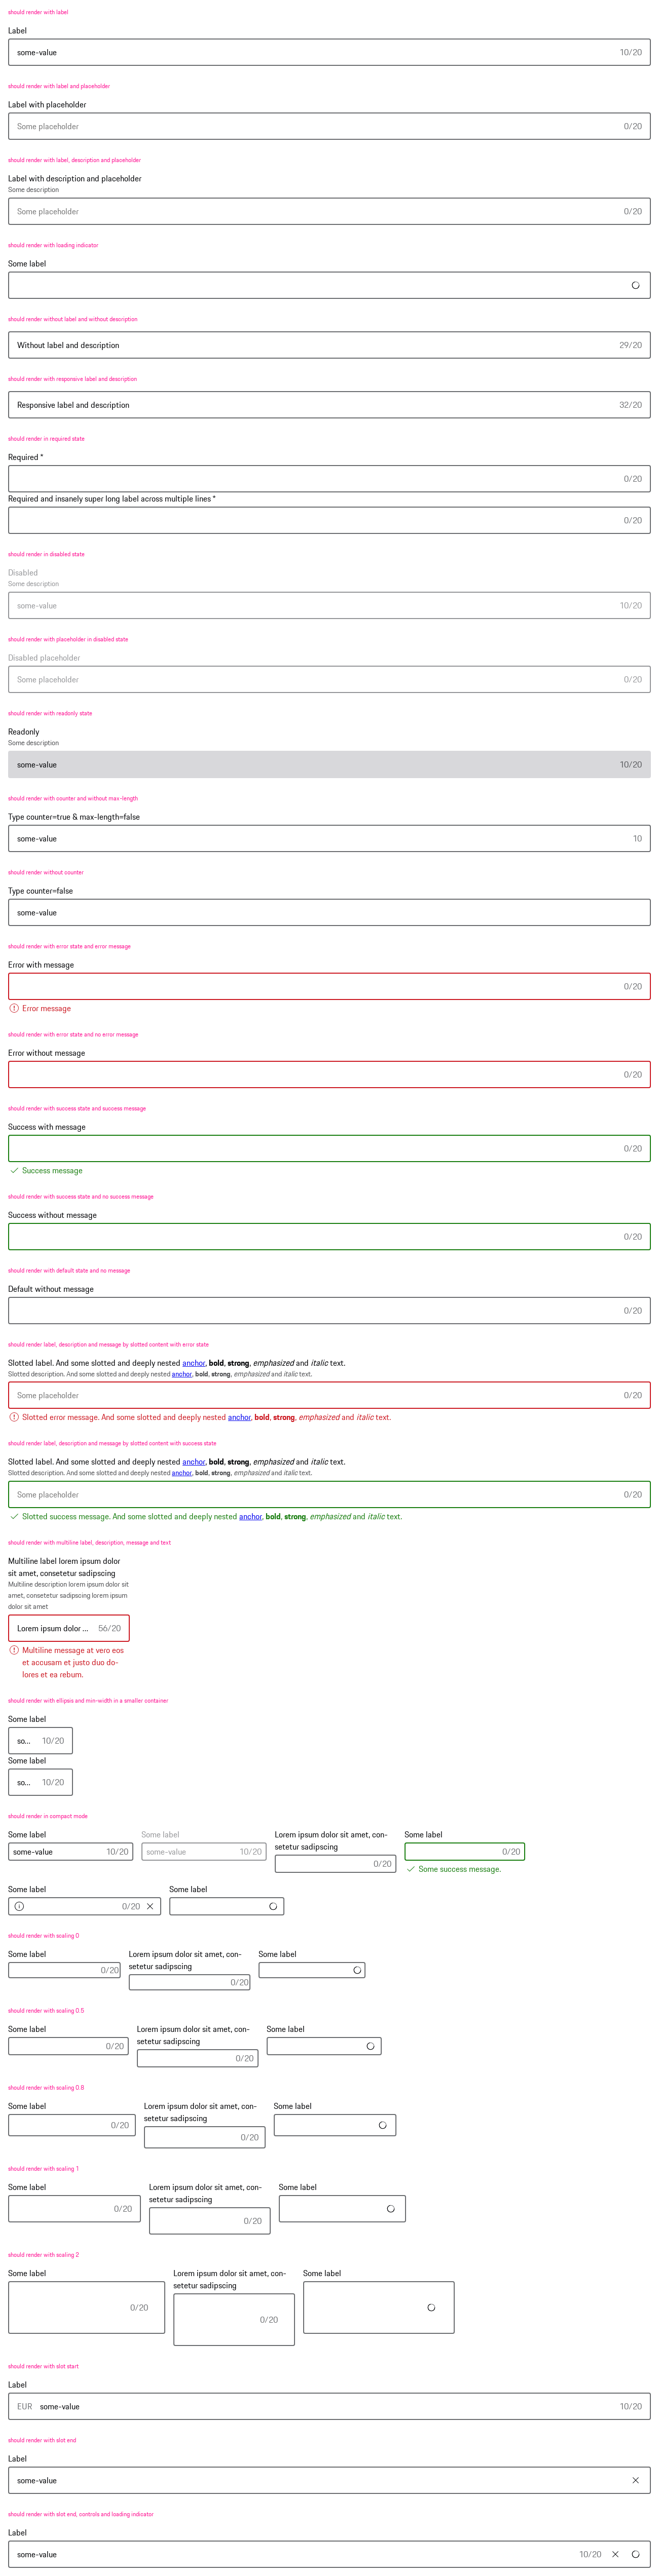 should render with label
Label
some-value 10/20
should render with label and placeholder
Label with placeholder
Some placeholder 0/20
should render with label, description and placeholder
Label with description and placeholder
Some description
Some placeholder 0/20
should render with loading indicator
Some label
should render without label and without description
Without label and description 29/20
should render with responsive label and description
Responsive label and description 32/20
should render in required state
Required *
0/20
Required and insanely super long label across multiple lines *
0/20
should render in disabled state
Disabled
Some description
some-value 10/20
should render with placeholder in disabled state
Disabled placeholder
Some placeholder 0/20
should render with readonly state
Readonly
Some description
some-value 10/20
should render with counter and without max-length
Type counter=true & max-length=false
some-value 10
should render without counter
Type counter=false
some-value
should render with error state and error message
Error with message
0/20
Error message
should render with error state and no error message
Error without message
0/20
should render with success state and success message
Success with message
0/20
Success message
should render with success state and no success message
Success without message
0/20
should render with default state and no message
Default without message
0/20
should render label, description and message by slotted content with error state
Slotted label. And some slotted and deeply nested anchor, bold, strong, emphasized and italic text.
Slotted description. And some slotted and deeply nested anchor, bold, strong, emphasized and italic text.
Some placeholder 0/20
Slotted error message. And some slotted and deeply nested anchor, bold, strong, emphasized and italic text.
should render label, description and message by slotted content with success state
Slotted label. And some slotted and deeply nested anchor, bold, strong, emphasized and italic text.
Slotted description. And some slotted and deeply nested anchor, bold, strong, emphasized and italic text.
Some placeholder 0/20
Slotted success message. And some slotted and deeply nested anchor, bold, strong, emphasized and italic text.
should render with multiline label, description, message and text
Multiline label lorem ipsum dolor
sit amet, consetetur sadipscing
Multiline description lorem ipsum dolor sit
amet, consetetur sadipscing lorem ipsum
dolor sit amet
Lorem ipsum dolor ... 56/20
Multiline message at vero eos
et accusam et justo duo do-
lores et ea rebum.
should render with ellipsis and min-width in a smaller container
Some label
so... 10/20
Some label
so... 10/20
should render in compact mode
Some label Some label Lorem ipsum dolor sit amet, con-
setetur sadipscing Some label
some-value 10/20 some-value 10/20 0/20 0/20
Some success message.
Some label Some label
0/20
should render with scaling 0
Some label Lorem ipsum dolor sit amet, con-
setetur sadipscing Some label
0/20 0/20
should render with scaling 0.5
Some label Lorem ipsum dolor sit amet, con-
setetur sadipscing Some label
0/20 0/20
should render with scaling 0.8
Some label Lorem ipsum dolor sit amet, con-
setetur sadipscing Some label
0/20 0/20
should render with scaling 1
Some label Lorem ipsum dolor sit amet, con-
setetur sadipscing Some label
0/20 0/20
should render with scaling 2
Some label Lorem ipsum dolor sit amet, con-
setetur sadipscing Some label
0/20 0/20
should render with slot start
Label
EUR some-value 10/20
should render with slot end
Label
some-value
should render with slot end, controls and loading indicator
Label
some-value 10/20